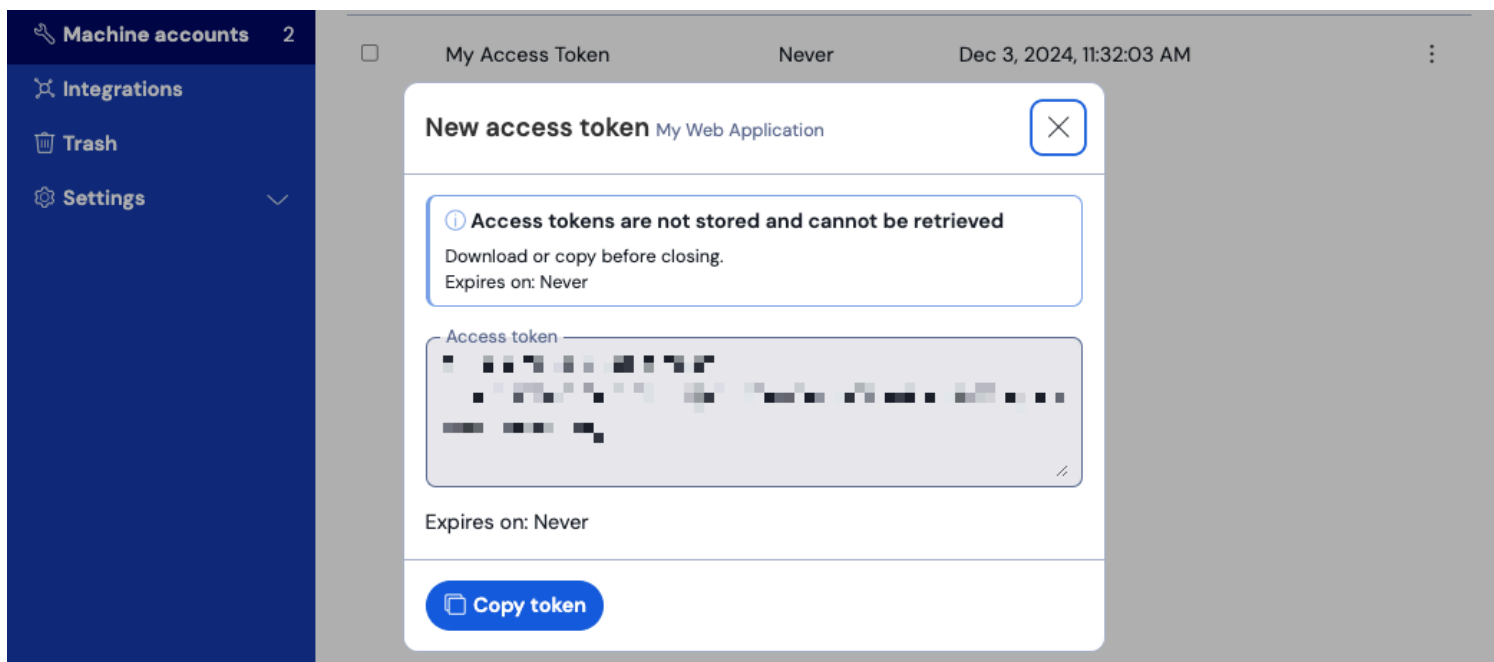 Machine accounts 2
Integrations
Trash
Settings
My Access Token Never Dec 3, 2024, 11:32:03 AM
New access token My Web Application
Access tokens are not stored and cannot be retrieved
Download or copy before closing.
Expires on: Never
Access token
Expires on: Never
Copy token